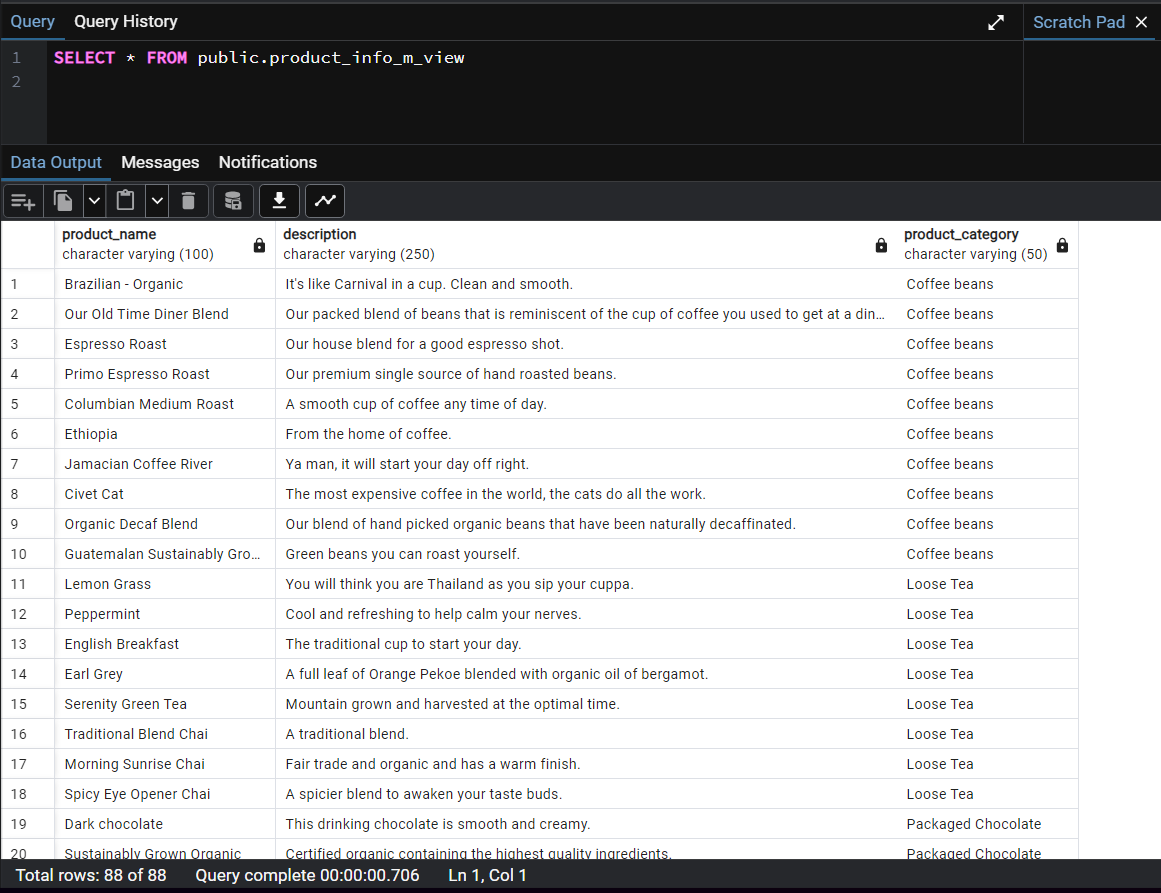 Query Query History Scratch Pad
1 SELECT * FROM public.product_info_m_view
2
Data Output Messages Notifications
product_name description product_category
character varying (100) character varying (250) character varying (50)
1 Brazilian - Organic It's like Carnival in a cup. Clean and smooth. Coffee beans
2 Our Old Time Diner Blend Our packed blend of beans that is reminiscent of the cup of coffee you used to get at a din… Coffee beans
3 Espresso Roast Our house blend for a good espresso shot. Coffee beans
4 Primo Espresso Roast Our premium single source of hand roasted beans. Coffee beans
5 Columbian Medium Roast A smooth cup of coffee any time of day. Coffee beans
6 Ethiopia From the home of coffee. Coffee beans
7 Jamacian Coffee River Ya man, it will start your day off right. Coffee beans
8 Civet Cat The most expensive coffee in the world, the cats do all the work. Coffee beans
9 Organic Decaf Blend Our blend of hand picked organic beans that have been naturally decaffinated. Coffee beans
10 Guatemalan Sustainably Gro… Green beans you can roast yourself. Coffee beans
11 Lemon Grass You will think you are Thailand as you sip your cuppa. Loose Tea
12 Peppermint Cool and refreshing to help calm your nerves. Loose Tea
13 English Breakfast The traditional cup to start your day. Loose Tea
14 Earl Grey A full leaf of Orange Pekoe blended with organic oil of bergamot. Loose Tea
15 Serenity Green Tea Mountain grown and harvested at the optimal time. Loose Tea
16 Traditional Blend Chai A traditional blend. Loose Tea
17 Morning Sunrise Chai Fair trade and organic and has a warm finish. Loose Tea
18 Spicy Eye Opener Chai A spicier blend to awaken your taste buds. Loose Tea
19 Dark chocolate This drinking chocolate is smooth and creamy. Packaged Chocolate
20 Sustainably Grown Organic Certified organic containing the highest quality ingredients. Packaged Chocolate
Total rows: 88 of 88 Query complete 00:00:00.706 Ln 1, Col 1